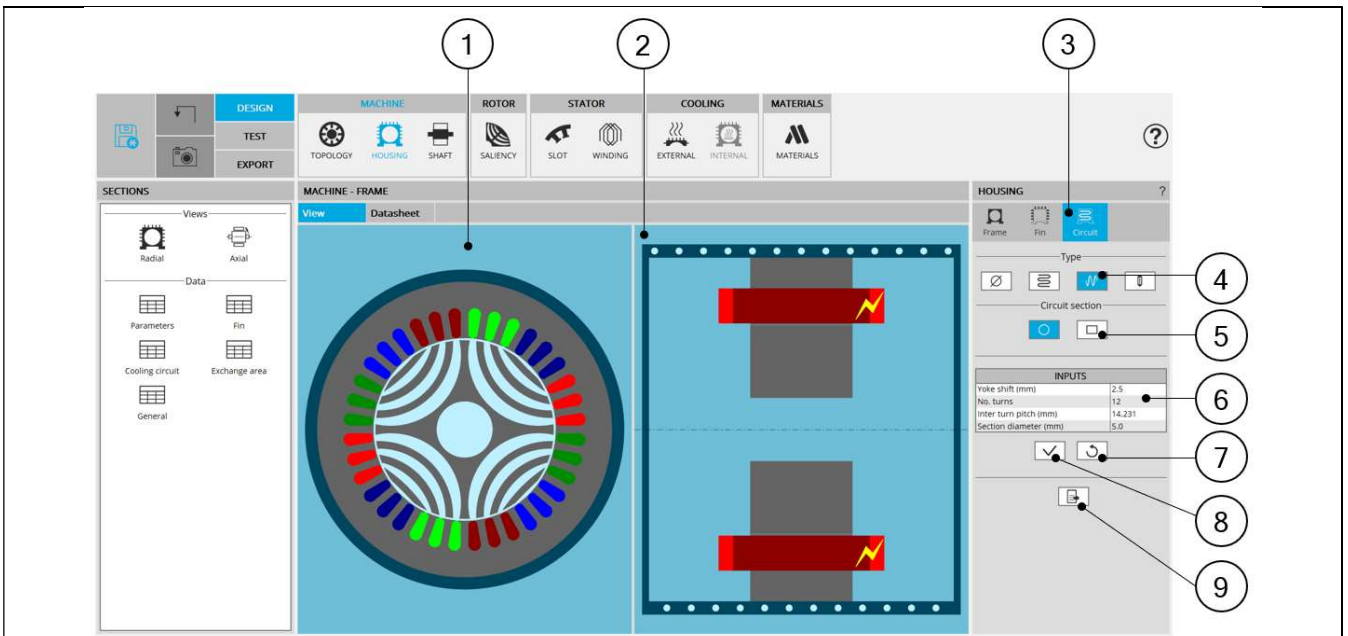 1 2 3
DESIGN MACHINE ROTOR STATOR COOLING MATERIALS
TEST
EXPORT
TOPOLOGY HOUSING SHAFT SALIENCY SLOT WINDING EXTERNAL INTERNAL MATERIALS
?
SECTIONS MACHINE - FRAME HOUSING ?
View Datasheet
Views
Radial Axial
Data
Parameters Fin
Cooling circuit Exchange area
General
Frame Fin Circuit
Type
4
Circuit section
5
INPUTS
Yoke shift (mm) 2.5
No. turns 12
Inter turn pitch (mm) 14.231
Section diameter (mm) 5.0
6
7
8
9